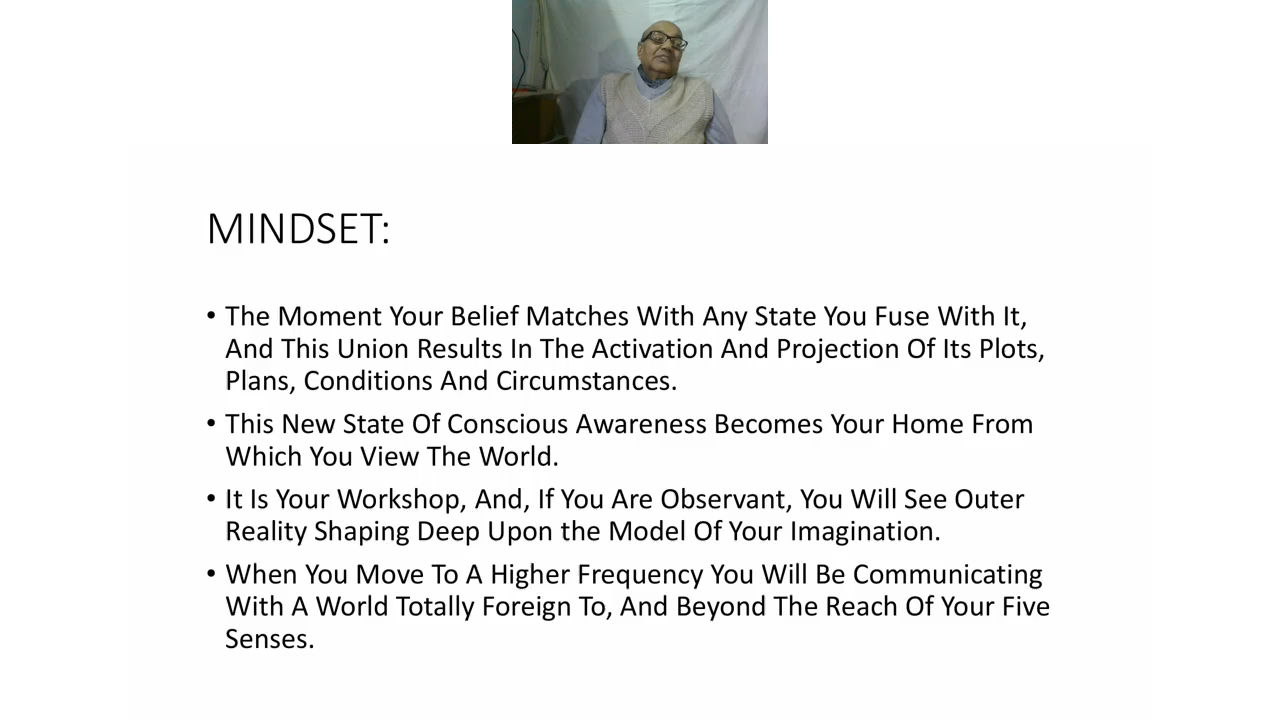 MINDSET:
• The Moment Your Belief Matches With Any State You Fuse With It,
And This Union Results In The Activation And Projection Of Its Plots,
Plans, Conditions And Circumstances.
• This New State Of Conscious Awareness Becomes Your Home From
Which You View The World.
• It Is Your Workshop, And, If You Are Observant, You Will See Outer
Reality Shaping Deep Upon the Model Of Your Imagination.
• When You Move To A Higher Frequency You Will Be Communicating
With A World Totally Foreign To, And Beyond The Reach Of Your Five
Senses.